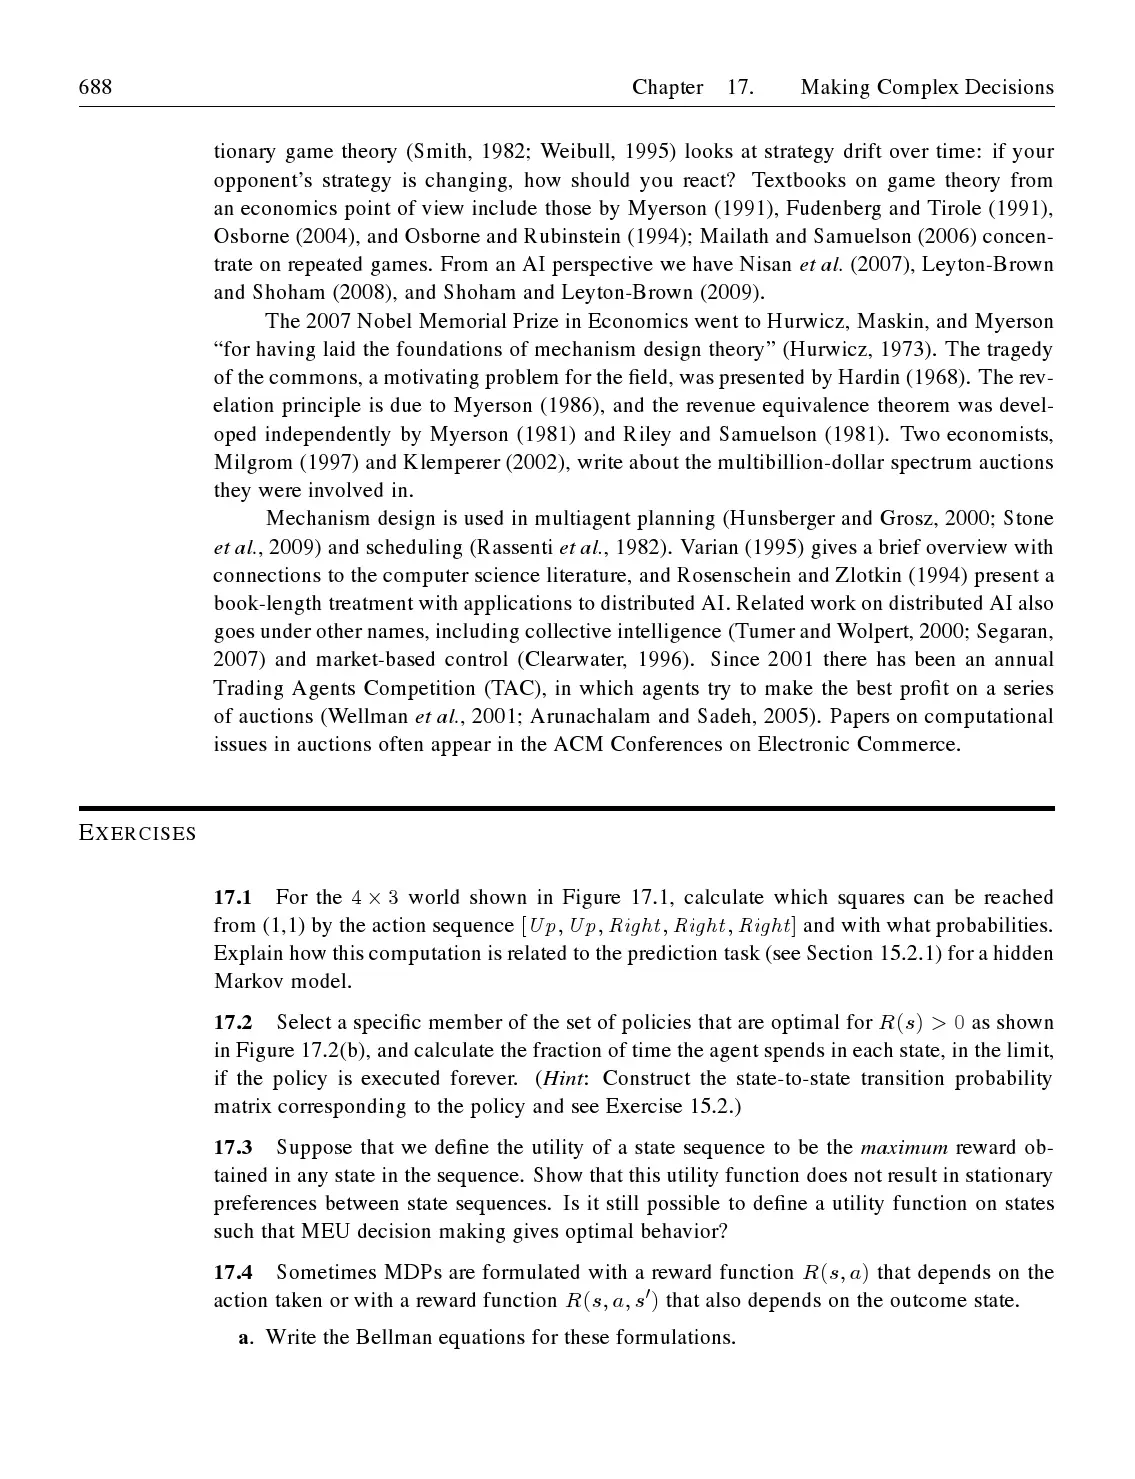 688 Chapter 17. Making Complex Decisions
tionary game theory (Smith, 1982; Weibull, 1995) looks at strategy drift over time: if your
opponent's strategy is changing, how should you react? Textbooks on game theory from
an economics point of view include those by Myerson (1991), Fudenberg and Tirole (1991),
Osborne (2004), and Osborne and Rubinstein (1994); Mailath and Samuelson (2006) concen-
trate on repeated games. From an AI perspective we have Nisan et al. (2007), Leyton-Brown
and Shoham (2008), and Shoham and Leyton-Brown (2009).
The 2007 Nobel Memorial Prize in Economics went to Hurwicz, Maskin, and Myerson
“for having laid the foundations of mechanism design theory” (Hurwicz, 1973). The tragedy
of the commons, a motivating problem for the field, was presented by Hardin (1968). The rev-
elation principle is due to Myerson (1986), and the revenue equivalence theorem was devel-
oped independently by Myerson (1981) and Riley and Samuelson (1981). Two economists,
Milgrom (1997) and Klemperer (2002), write about the multibillion-dollar spectrum auctions
they were involved in.
Mechanism design is used in multiagent planning (Hunsberger and Grosz, 2000; Stone
et al., 2009) and scheduling (Rassenti et al., 1982). Varian (1995) gives a brief overview with
connections to the computer science literature, and Rosenschein and Zlotkin (1994) present a
book-length treatment with applications to distributed AI. Related work on distributed AI also
goes under other names, including collective intelligence (Tumer and Wolpert, 2000; Segaran,
2007) and market-based control (Clearwater, 1996). Since 2001 there has been an annual
Trading Agents Competition (TAC), in which agents try to make the best profit on a series
of auctions (Wellman et al., 2001; Arunachalam and Sadeh, 2005). Papers on computational
issues in auctions often appear in the ACM Conferences on Electronic Commerce.
EXERCISES
17.1 For the 4 × 3 world shown in Figure 17.1, calculate which squares can be reached
from (1,1) by the action sequence [Up, Up, Right, Right, Right] and with what probabilities.
Explain how this computation is related to the prediction task (see Section 15.2.1) for a hidden
Markov model.
17.2 Select a specific member of the set of policies that are optimal for R(s) > 0 as shown
in Figure 17.2(b), and calculate the fraction of time the agent spends in each state, in the limit,
if the policy is executed forever. (Hint: Construct the state-to-state transition probability
matrix corresponding to the policy and see Exercise 15.2.)
17.3 Suppose that we define the utility of a state sequence to be the maximum reward ob-
tained in any state in the sequence. Show that this utility function does not result in stationary
preferences between state sequences. Is it still possible to define a utility function on states
such that MEU decision making gives optimal behavior?
17.4 Sometimes MDPs are formulated with a reward function R(s, a) that depends on the
action taken or with a reward function R(s, a, s′) that also depends on the outcome state.
a. Write the Bellman equations for these formulations.